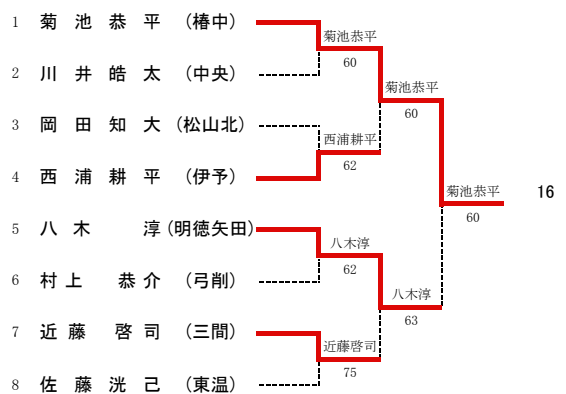 1 菊池恭平 (椿中)
菊池恭平
60
2 川井皓太 (中央)
菊池恭平
60
3 岡田知大 (松山北)
西浦耕平
62
4 西浦耕平 (伊予)
菊池恭平
60
16
5 八木淳 (明徳矢田)
八木淳
62
6 村上恭介 (弓削)
八木淳
63
7 近藤啓司 (三間)
近藤啓司
75
8 佐藤洸己 (東温)